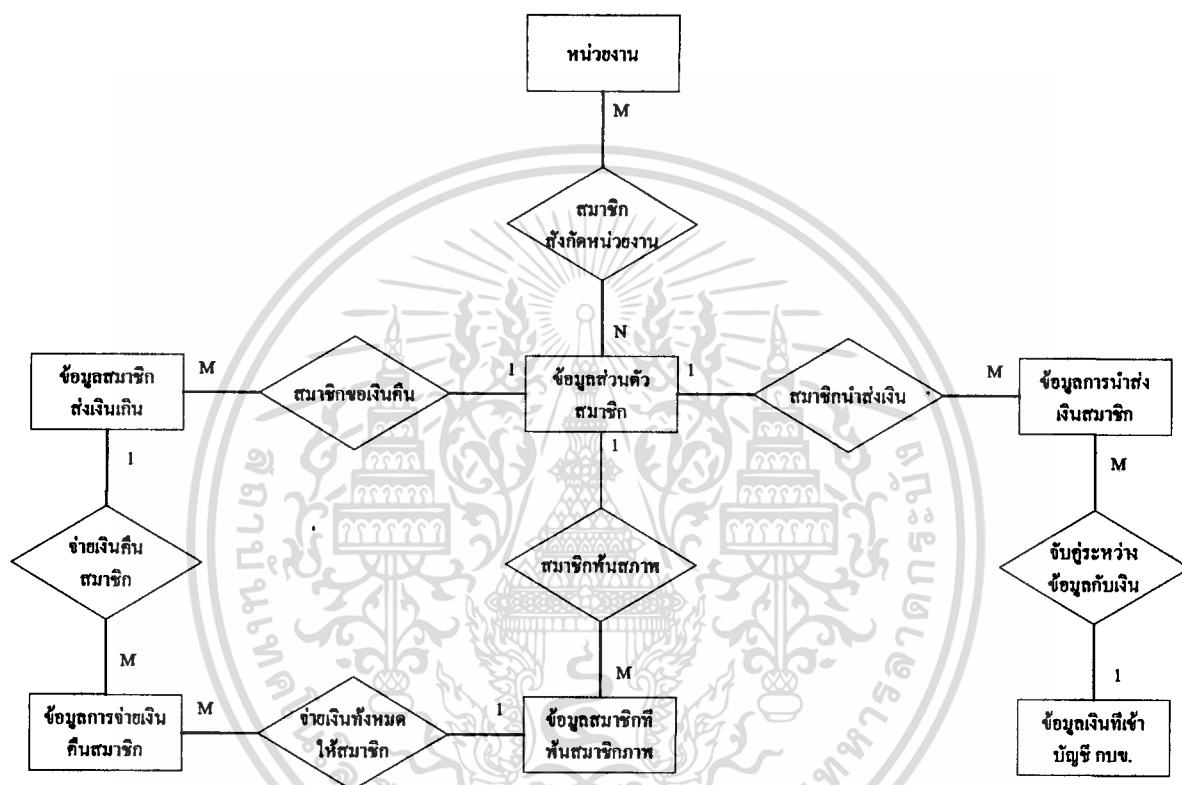 หน่วยงาน
M
สมาชิก
สังกัดหน่วยงาน
N
ข้อมูลสมาชิก
ส่งเงินเกิน
M
สมาชิกขอเงินคืน
1
ข้อมูลส่วนตัว
สมาชิก
1
สมาชิกนำส่งเงิน
M
ข้อมูลการนำส่ง
เงินสมาชิก
1
1
M
จ่ายเงินคืน
สมาชิก
สมาชิกพ้นสภาพ
จับคู่ระหว่าง
ข้อมูลกับเงิน
M
M
1
ข้อมูลการจ่ายเงิน
คืนสมาชิก
M
จ่ายเงินทั้งหมด
ให้สมาชิก
1
ข้อมูลสมาชิกที่
พ้นสมาชิกภาพ
ข้อมูลเงินที่เข้า
บัญชี กบข.